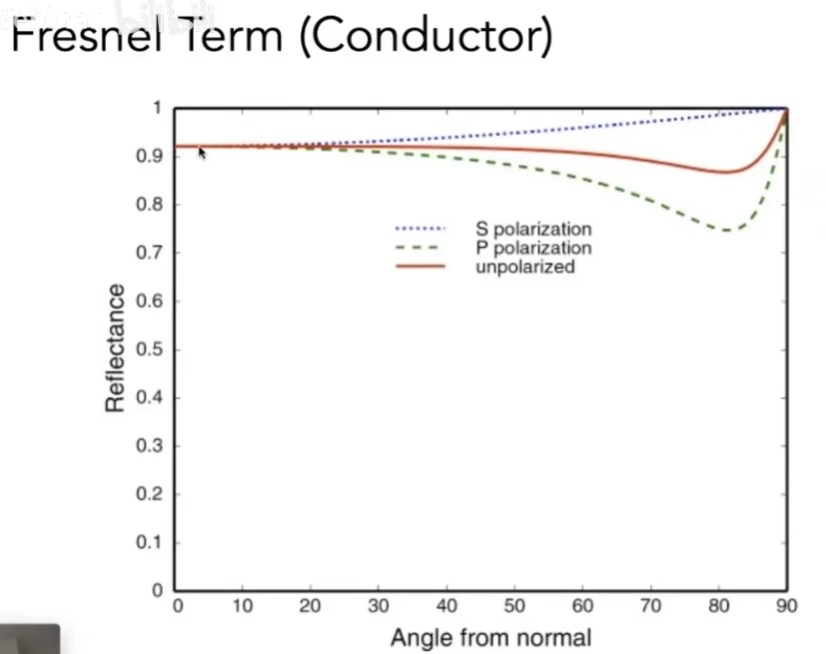 Fresnel Term (Conductor)
1
0.9
0.8
0.7
0.6
0.5
0.4
0.3
0.2
0.1
0
Reflectance
S polarization
P polarization
unpolarized
0 10 20 30 40 50 60 70 80 90
Angle from normal